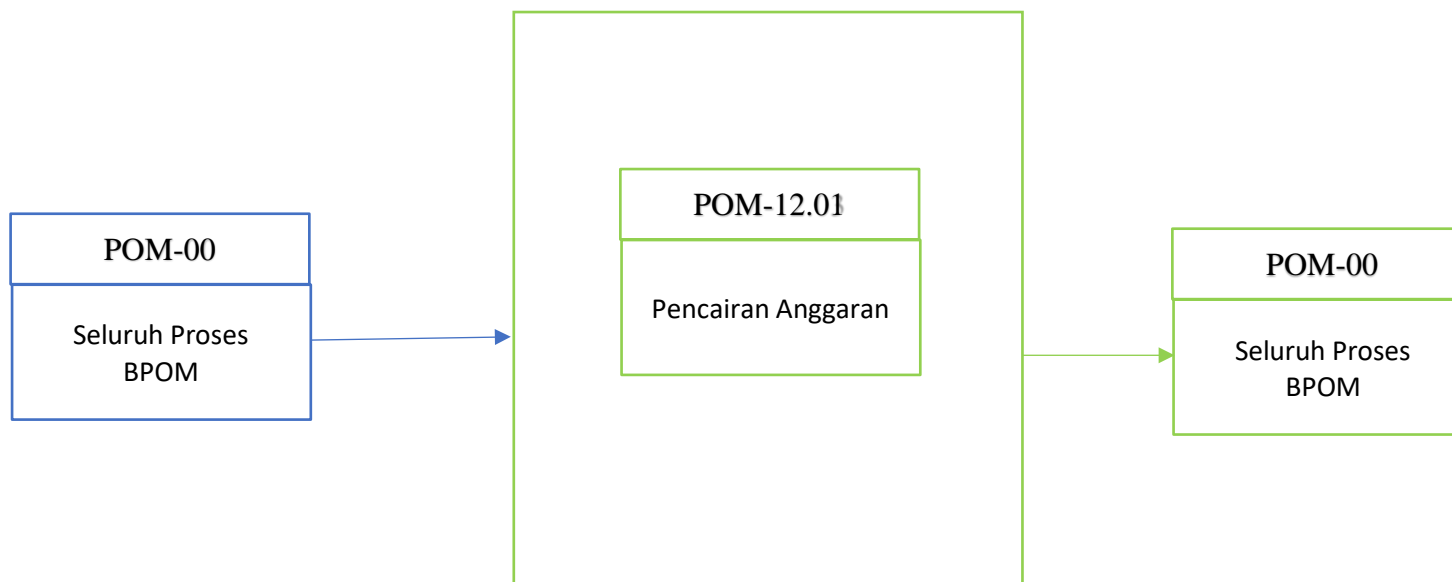 POM-00
Seluruh Proses
BPOM
POM-12.01
Pencairan Anggaran
POM-00
Seluruh Proses
BPOM